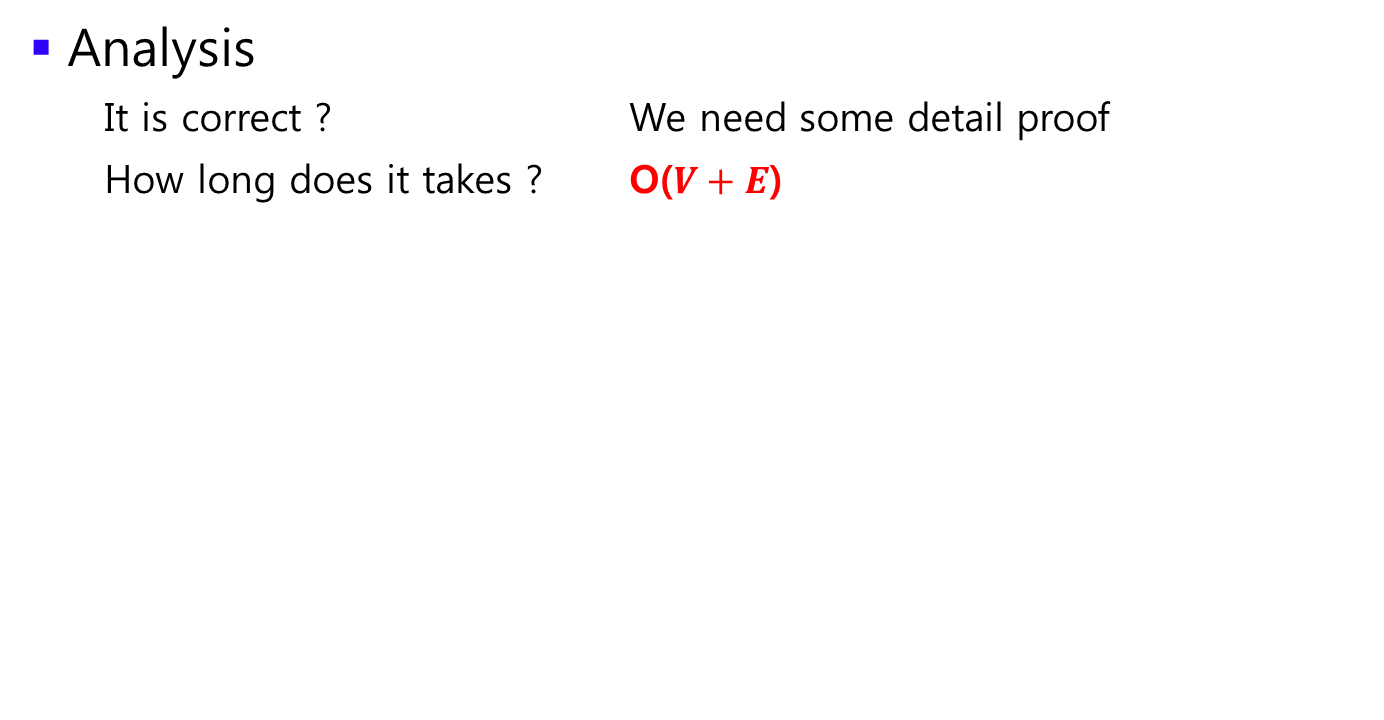 Analysis
It is correct ? We need some detail proof
How long does it takes ? O(V + E)